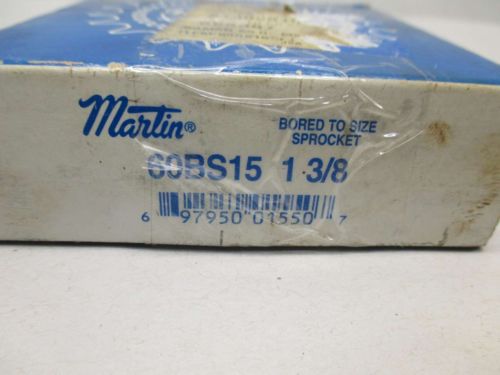 Martin®
BORED TO SIZE
SPROCKET
60BS15 1 3/8
6 97950 01550 7